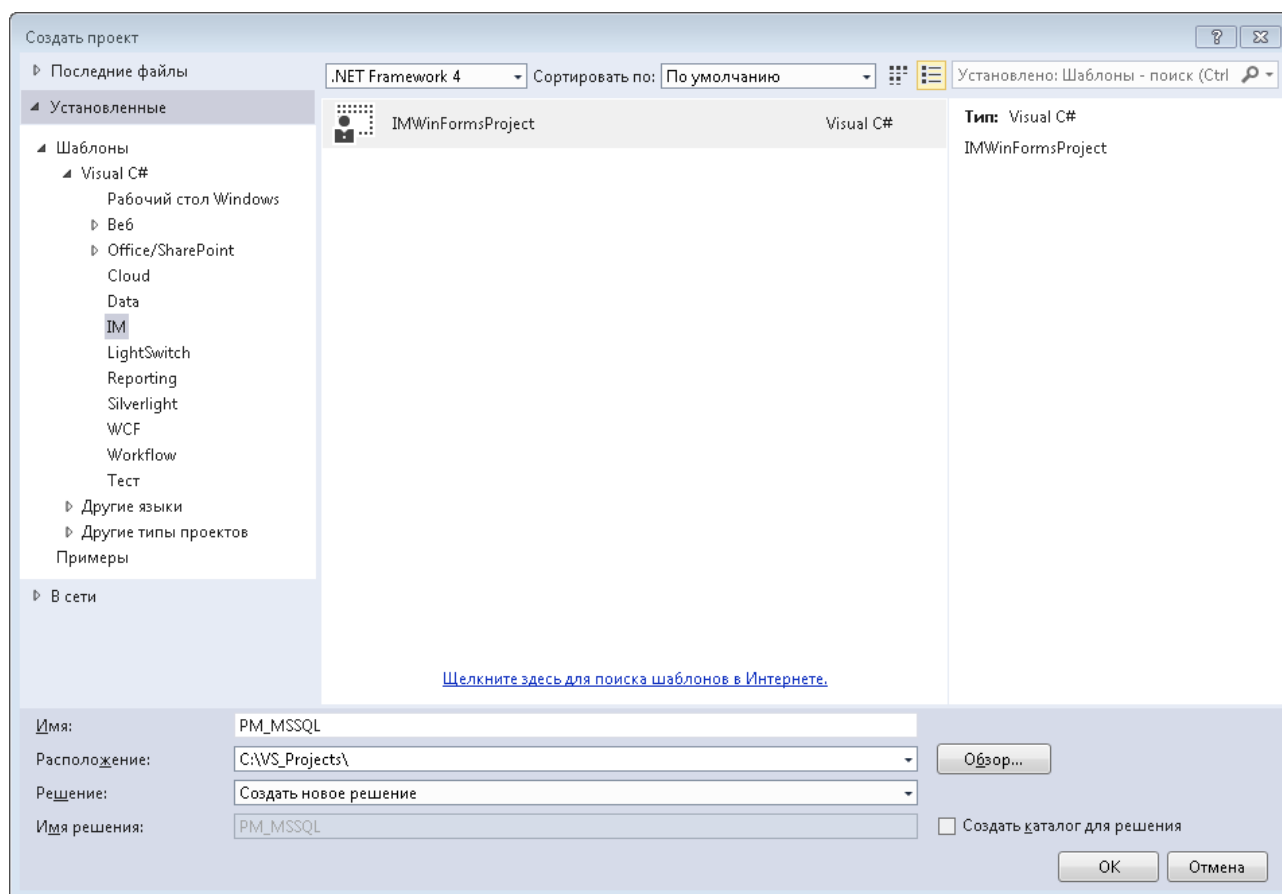 Создать проект
Последние файлы
.NET Framework 4 Сортировать по: По умолчанию Установлено: Шаблоны - поиск (Ctrl
Установленные
IMWinFormsProject Visual C# Тип: Visual C#
IMWinFormsProject
Шаблоны
Visual C#
Рабочий стол Windows
Веб
Office/SharePoint
Cloud
Data
IM
LightSwitch
Reporting
Silverlight
WCF
Workflow
Тест
Другие языки
Другие типы проектов
Примеры
В сети
Щелкните здесь для поиска шаблонов в Интернете.
Имя: PM_MSSQL
Расположение: C:\VS_Projects\ Обзор...
Решение: Создать новое решение
Имя решения: PM_MSSQL Создать каталог для решения
ОК Отмена